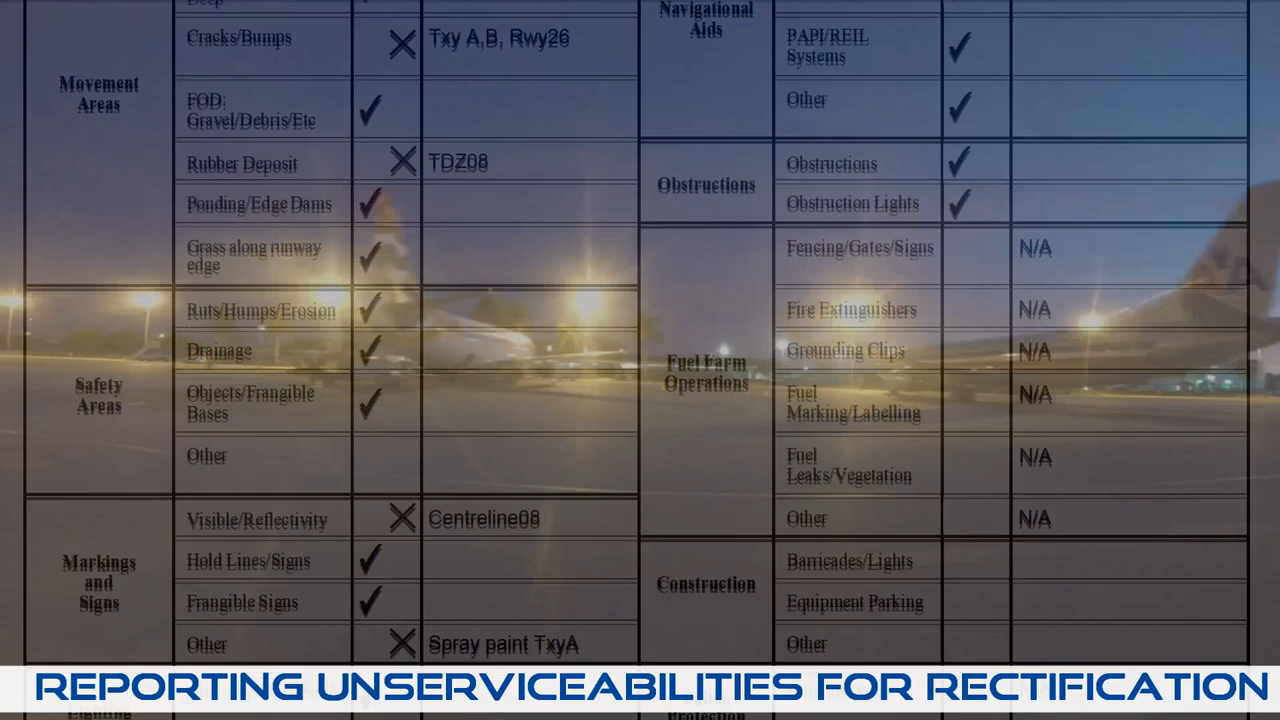 Deep
Cracks/Bumps
Txy A,B, Rwy26
Movement
Areas
FOD:
Gravel/Debris/Etc
Rubber Deposit
TDZ08
Ponding/Edge Dams
Grass along runway
edge
Ruts/Humps/Erosion
Drainage
Safety
Areas
Objects/Frangible
Bases
Other
Visible/Reflectivity
Centreline08
Markings
and
Signs
Hold Lines/Signs
Frangible Signs
Other
Spray paint TxyA
Navigational
Aids
PAPI/REIL
Systems
Other
Obstructions
Obstructions
Obstruction Lights
Fencing/Gates/Signs
N/A
Fire Extinguishers
N/A
Grounding Clips
N/A
Fuel Farm
Operations
Fuel
Marking/Labelling
N/A
Fuel
Leaks/Vegetation
N/A
Other
N/A
Construction
Barricades/Lights
Equipment Parking
Other
REPORTING UNSERVICEABILITIES FOR RECTIFICATION
Lighting
Protection